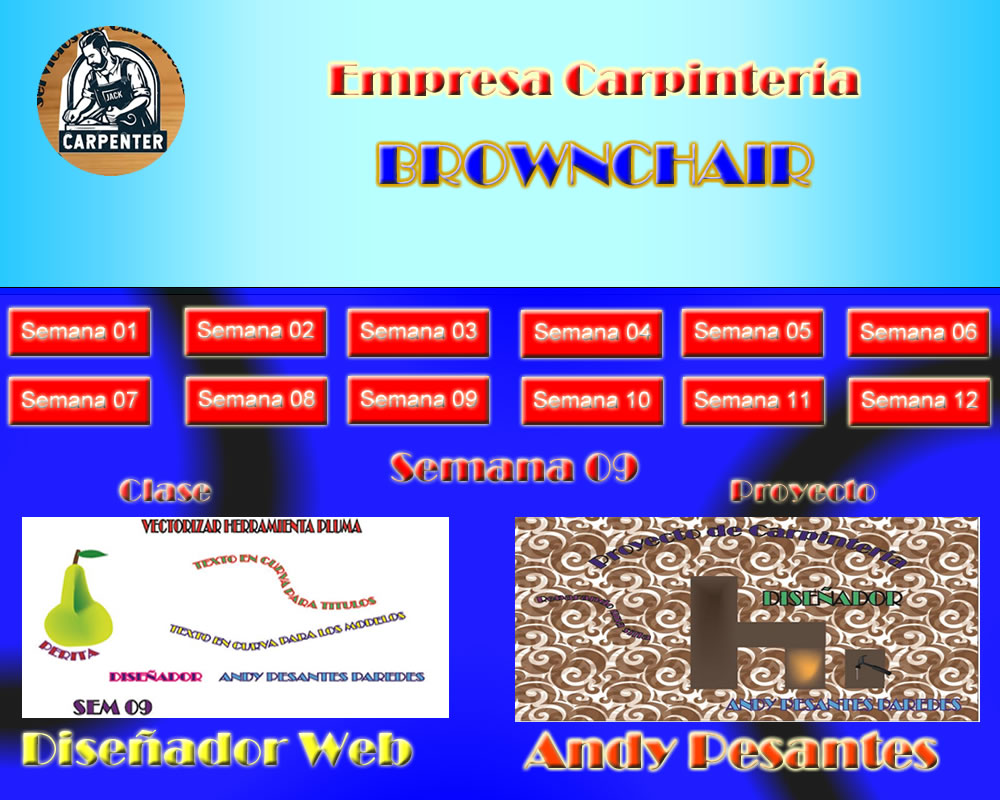 Servicios de Carpint
JACK
CARPENTER
Empresa Carpintería
BROWNCHAIR
Semana 01
Semana 02
Semana 03
Semana 04
Semana 05
Semana 06
Semana 07
Semana 08
Semana 09
Semana 10
Semana 11
Semana 12
Semana 09
Clase
Proyecto
VECTORIZAR HERRAMIENTA PLUMA
TEXTO EN CURVA PARA TITULOS
TEXTO EN CURVA PARA LOS MODELOS
PERITA
DISEÑADOR ANDY PESANTES PAREDES
SEM 09
Proyecto de Carpintería
DISEÑADOR
ANDY PESANTES PAREDES
Diseñador Web
Andy Pesantes